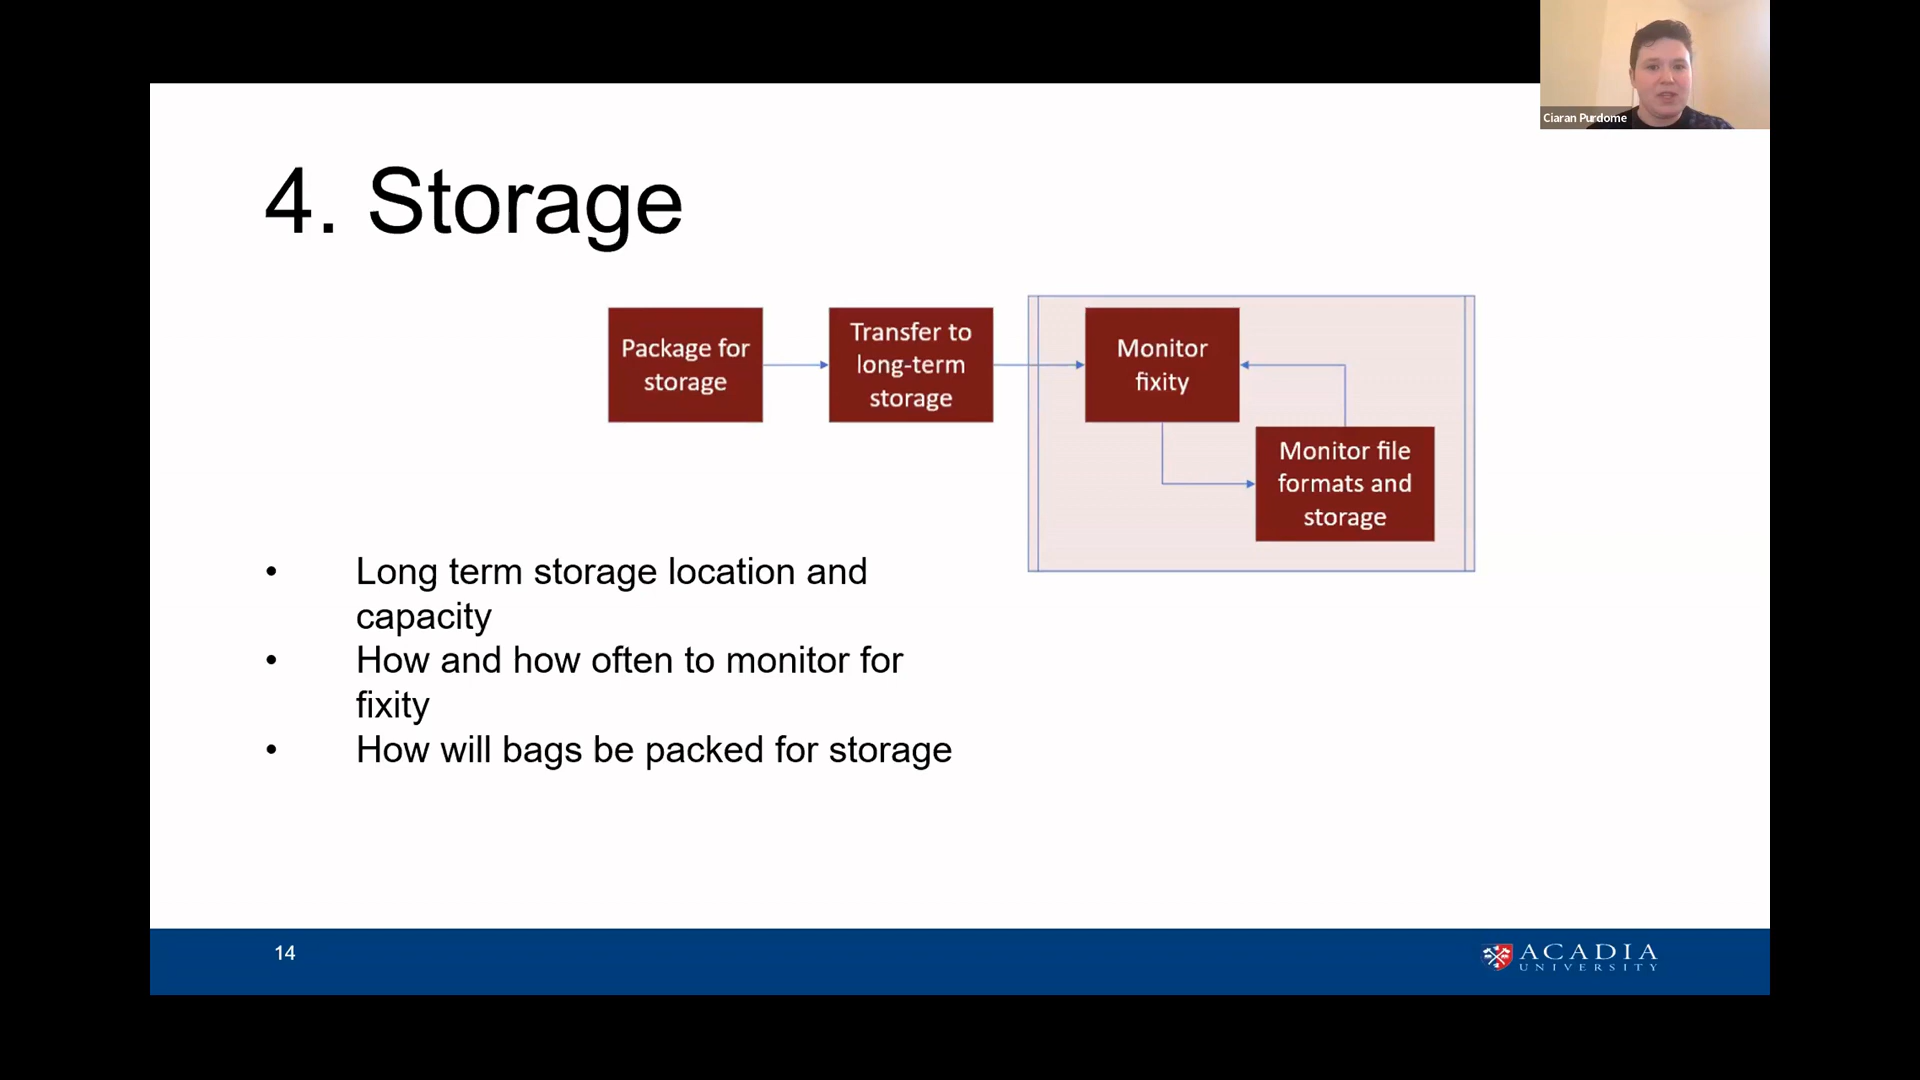 Ciaran Purdome
4. Storage
Package for
storage
Transfer to
long-term
storage
Monitor
fixity
Monitor file
formats and
storage
• Long term storage location and
capacity
• How and how often to monitor for
fixity
• How will bags be packed for storage
14
ACADIA
UNIVERSITY